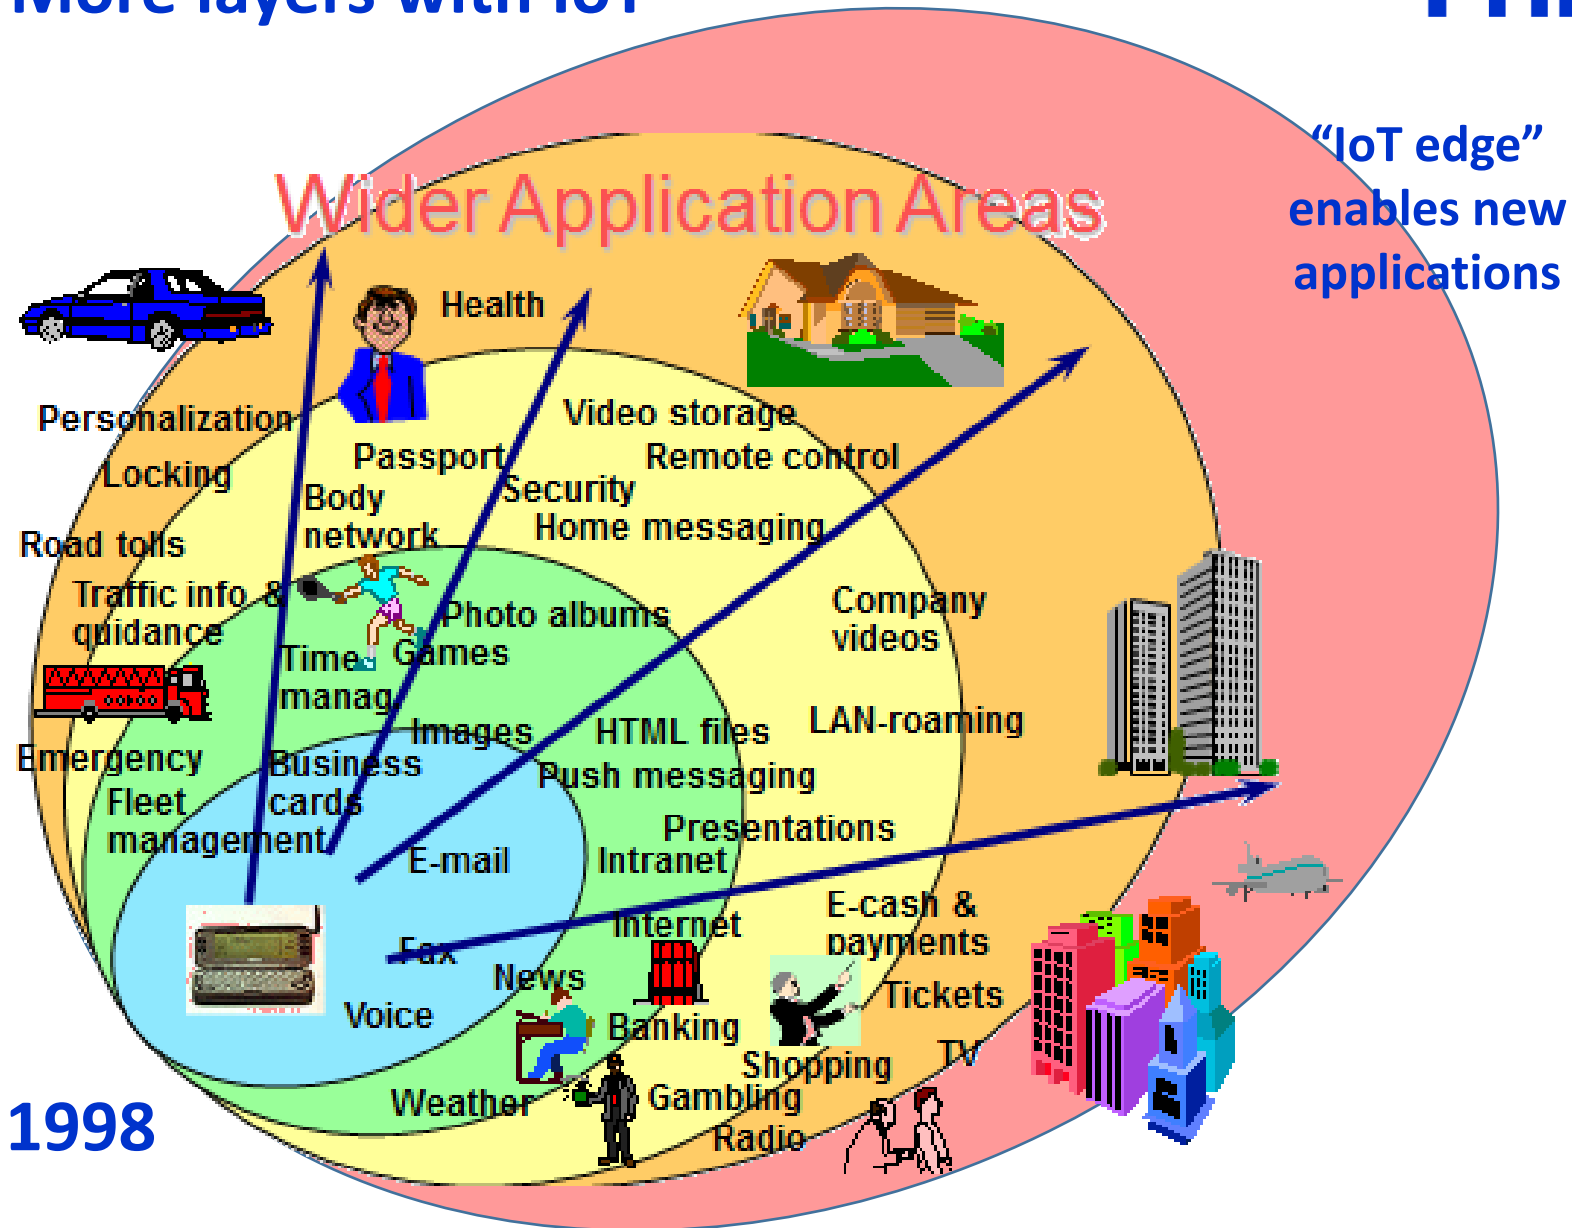 More layers with IoT
"IoT edge"
enables new
applications
Wider Application Areas
Health
Personalization
Video storage
Passport
Remote control
Locking
Security
Body
network
Home messaging
Road tolls
Traffic info &
quidance
Photo albums
Company
videos
Time
manag.
Games
Images
HTML files
LAN-roaming
Emergency
Business
cards
Push messaging
Fleet
management
Presentations
E-mail
Intranet
E-cash &
payments
Internet
Fax
News
Tickets
Voice
Banking
TV
Shopping
Weather
Gambling
1998
Radio